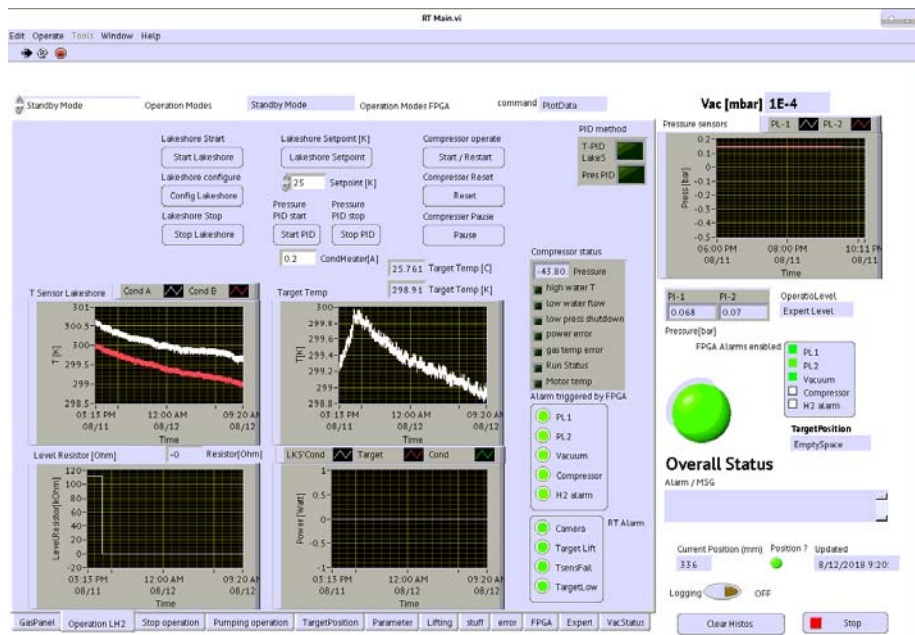 RT Main.vi
Edit Operate Tools Window Help
Standby Mode Operation Modes Standby Mode Operation Modes FPGA command PlotData
Vac [mbar] 1E-4
Pressure sensors PL-1 PL-2
Press [bar]
0.2
0.1
0
-0.1
-0.2
-0.3
-0.4
-0.5
06:00 PM 08:00 PM 10:11 PM
08/11 08/11 08/11
Time
Lakeshore Strart
Start Lakeshore
Lakeshore configure
Config Lakeshore
Lakeshore Stop
Stop Lakeshore
Lakeshore Setpoint [K]
Lakeshore Setpoint
25 Setpoint [K]
Pressure PID start
Pressure PID stop
Start PID
Stop PID
0.2 CondHeater[A]
Compressor operate
Start / Restart
Compresser Reset
Reset
Compresser Pause
Pause
PID method
T-PID
LakeS
Pres PID
25.761 Target Temp [C]
298.91 Target Temp [K]
Compressor status
-43.80 Pressure
high water T
low water flow
low press shutdown
power error
gas temp error
Run Status
Motor temp
T Sensor Lakeshore Cond A Cond B
T [K]
301
300.5
300
299.5
299
298.5
03:13 PM 12:00 AM 09:20 AM
08/11 08/12 08/12
Time
Target Temp
T[K]
300
299.8
299.6
299.4
299.2
299
298.8
03:13 PM 12:00 AM 09:20 AM
08/11 08/12 08/12
Time
PI-1 PI-2 OperatioLevel
0.068 0.07 Expert Level
Pressure[bar]
FPGA Alarms enabled
PL1
PL2
Vacuum
Compressor
H2 alarm
TargetPosition
EmptySpace
Alarm triggered by FPGA
PL1
PL2
Vacuum
Compressor
H2 alarm
RT Alarm
Camera
Target Lift
TsensFail
TargetLow
Level Resistor [Ohm] -0 Resistor[Ohm]
LevelResistor[kOhm]
120
100
80
60
40
20
0
-20
03:13 PM 12:00 AM 09:20 AM
08/11 08/12 08/12
Time
LKS'Cond Target Cond
Power [Watt]
1
0.5
0
-0.5
-1
03:13 PM 12:00 AM 09:20 AM
08/11 08/12 08/12
Time
Overall Status
Alarm / MSG
Current Position (mm) Position ? Updated
336 8/12/2018 9:20:
Logging OFF
Clear Histos Stop
GasPanel Operation LH2 Stop operation Pumping operation TargetPosition Parameter Lifting stuff error FPGA Expert VacStatus